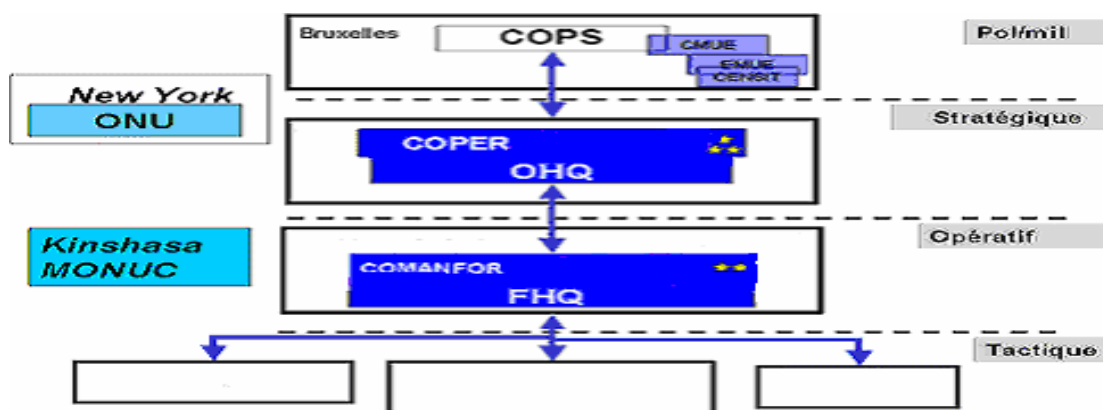 Bruxelles
COPS
CMUE
EMUE
CENSIT
Pol/mil
New York
ONU
Stratégique
COPER
OHQ
Kinshasa
MONUC
Opératif
COMANFOR
FHQ
Tactique